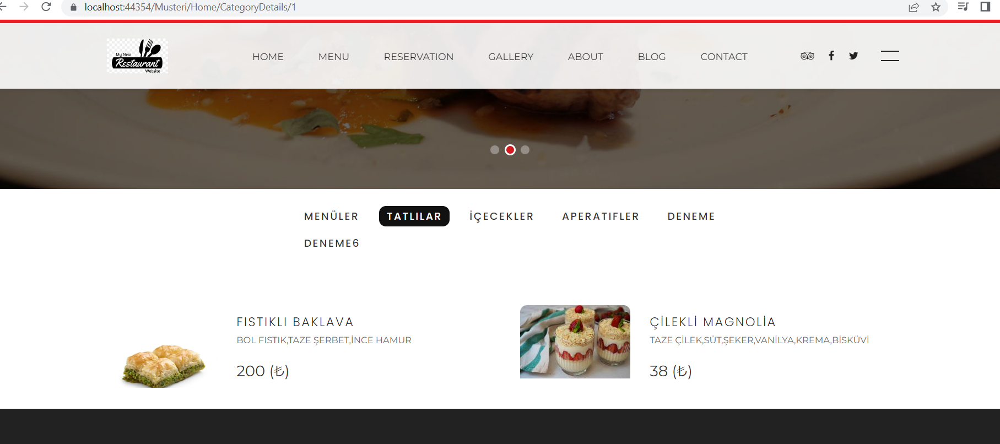 localhost:44354/Musteri/Home/CategoryDetails/1
My New
Restaurant
Website
HOME MENU RESERVATION GALLERY ABOUT BLOG CONTACT
MENÜLER TATLILAR İÇECEKLER APERATIFLER DENEME
DENEME6
FISTIKLI BAKLAVA
BOL FISTIK,TAZE ŞERBET,İNCE HAMUR
200 (₺)
ÇİLEKLİ MAGNOLİA
TAZE ÇİLEK,SÜT,ŞEKER,VANİLYA,KREMA,BİSKÜVİ
38 (₺)